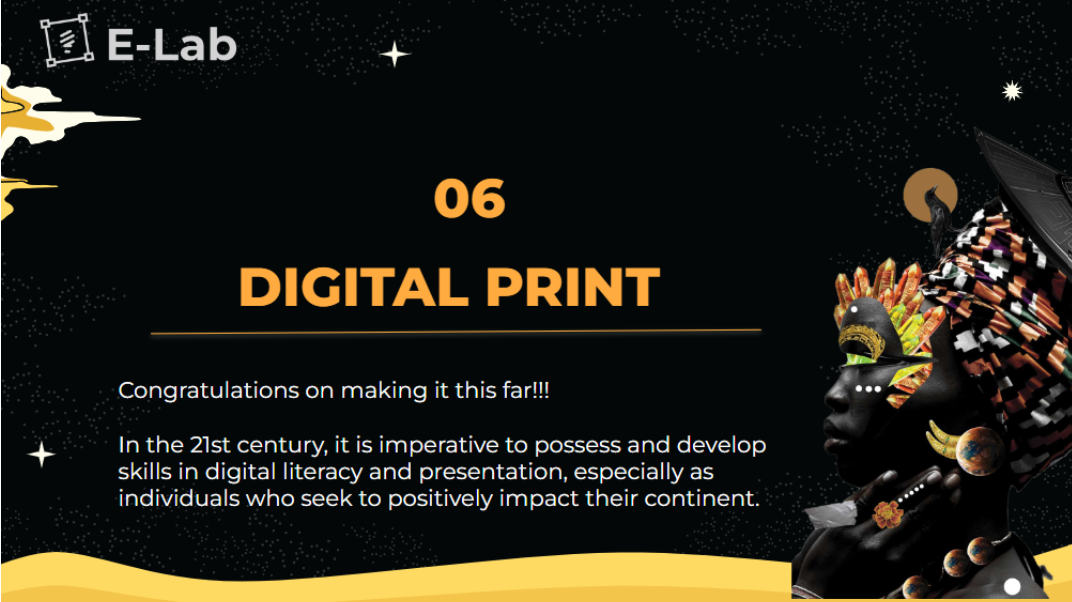 E-Lab
06
DIGITAL PRINT
Congratulations on making it this far!!!
In the 21st century, it is imperative to possess and develop
skills in digital literacy and presentation, especially as
individuals who seek to positively impact their continent.